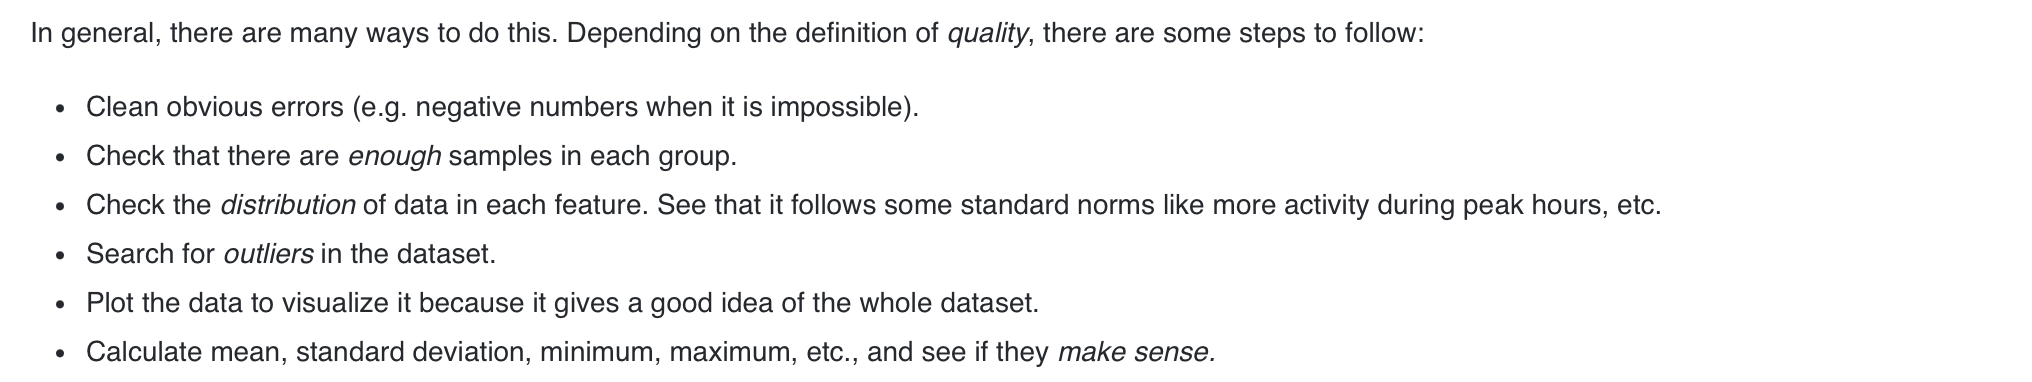 In general, there are many ways to do this. Depending on the definition of quality, there are some steps to follow:
• Clean obvious errors (e.g. negative numbers when it is impossible).
• Check that there are enough samples in each group.
• Check the distribution of data in each feature. See that it follows some standard norms like more activity during peak hours, etc.
• Search for outliers in the dataset.
• Plot the data to visualize it because it gives a good idea of the whole dataset.
• Calculate mean, standard deviation, minimum, maximum, etc., and see if they make sense.